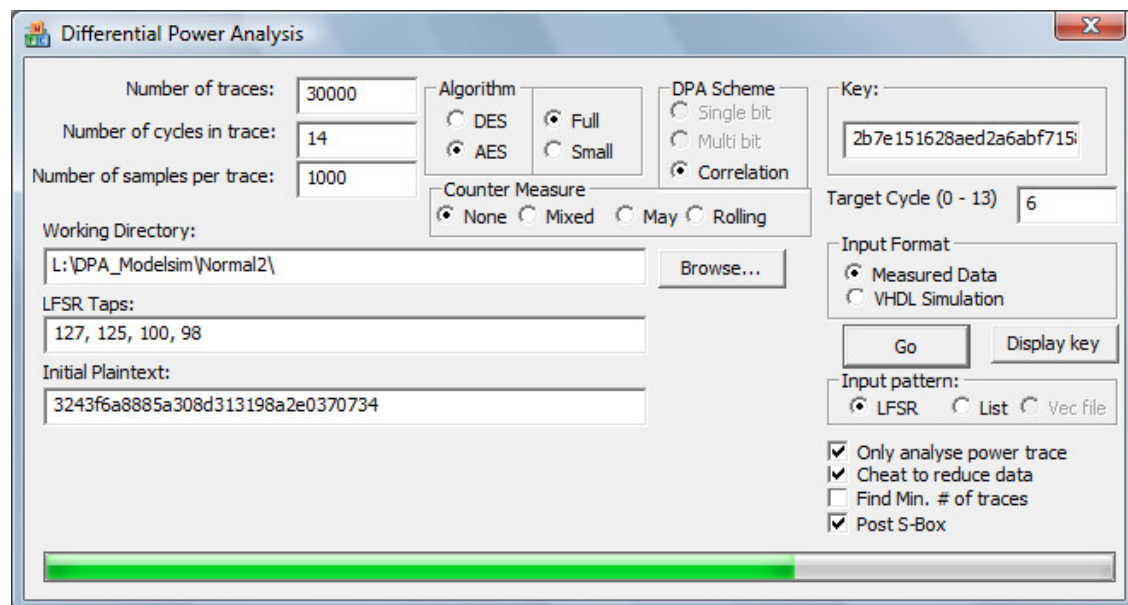 Differential Power Analysis
Number of traces: 30000
Number of cycles in trace: 14
Number of samples per trace: 1000
Algorithm
DES
AES
Full
Small
DPA Scheme
Single bit
Multi bit
Correlation
Counter Measure
None Mixed May Rolling
Key:
2b7e151628aed2a6abf715
Target Cycle (0 - 13) 6
Working Directory:
L:\DPA_Modelsim\Normal2\
Browse...
LFSR Taps:
127, 125, 100, 98
Initial Plaintext:
3243f6a8885a308d313198a2e0370734
Input Format
Measured Data
VHDL Simulation
Go
Display key
Input pattern:
LFSR List Vec file
Only analyse power trace
Cheat to reduce data
Find Min. # of traces
Post S-Box